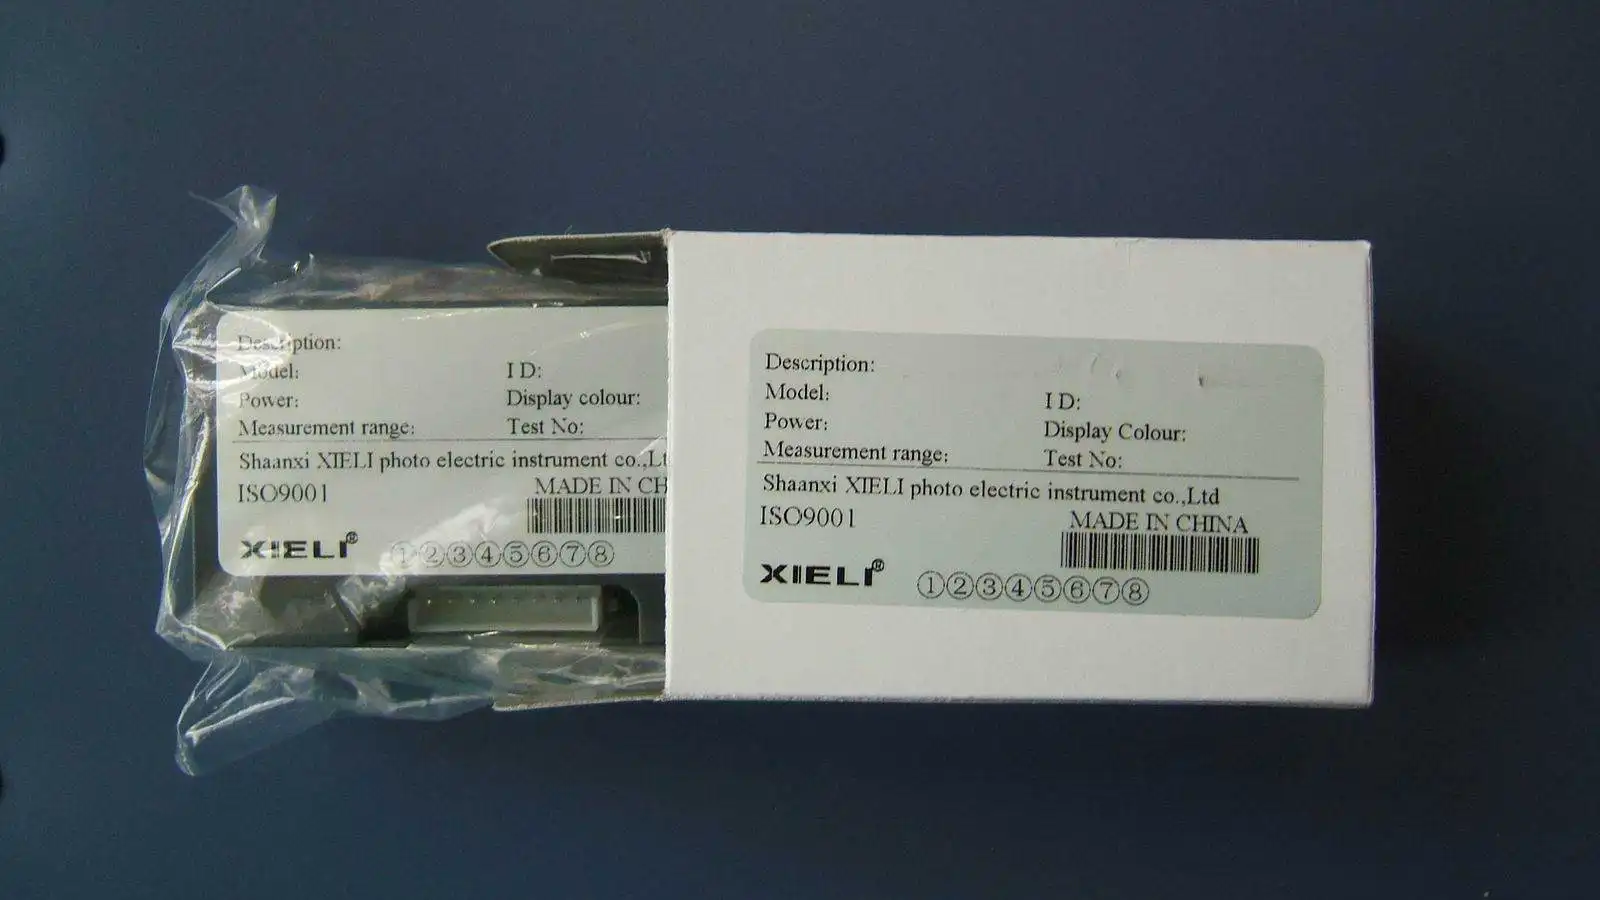 Description:
Model:
I D:
Power:
Display colour:
Measurement range:
Test No:
Shaanxi XIELI photo electric instrument co.,Lt
ISO9001
MADE IN CH
XIELI®
①②③④⑤⑥⑦⑧
Description:
Model:
I D:
Power:
Display Colour:
Measurement range:
Test No:
Shaanxi XIELI photo electric instrument co.,Ltd
ISO9001
MADE IN CHINA
XIELI®
①②③④⑤⑥⑦⑧